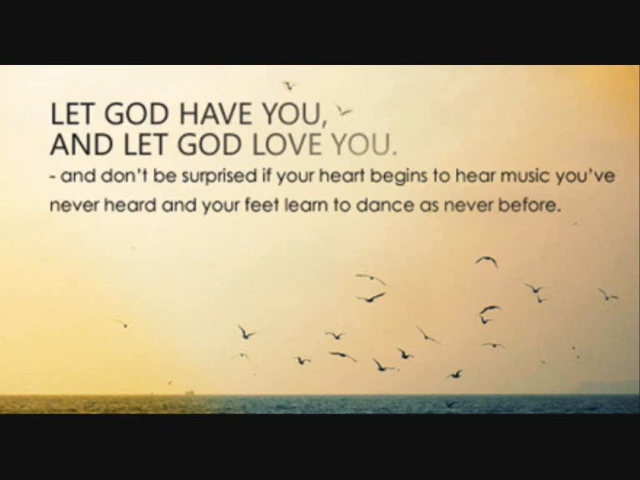 LET GOD HAVE YOU,
AND LET GOD LOVE YOU.
- and don't be surprised if your heart begins to hear music you've
never heard and your feet learn to dance as never before.